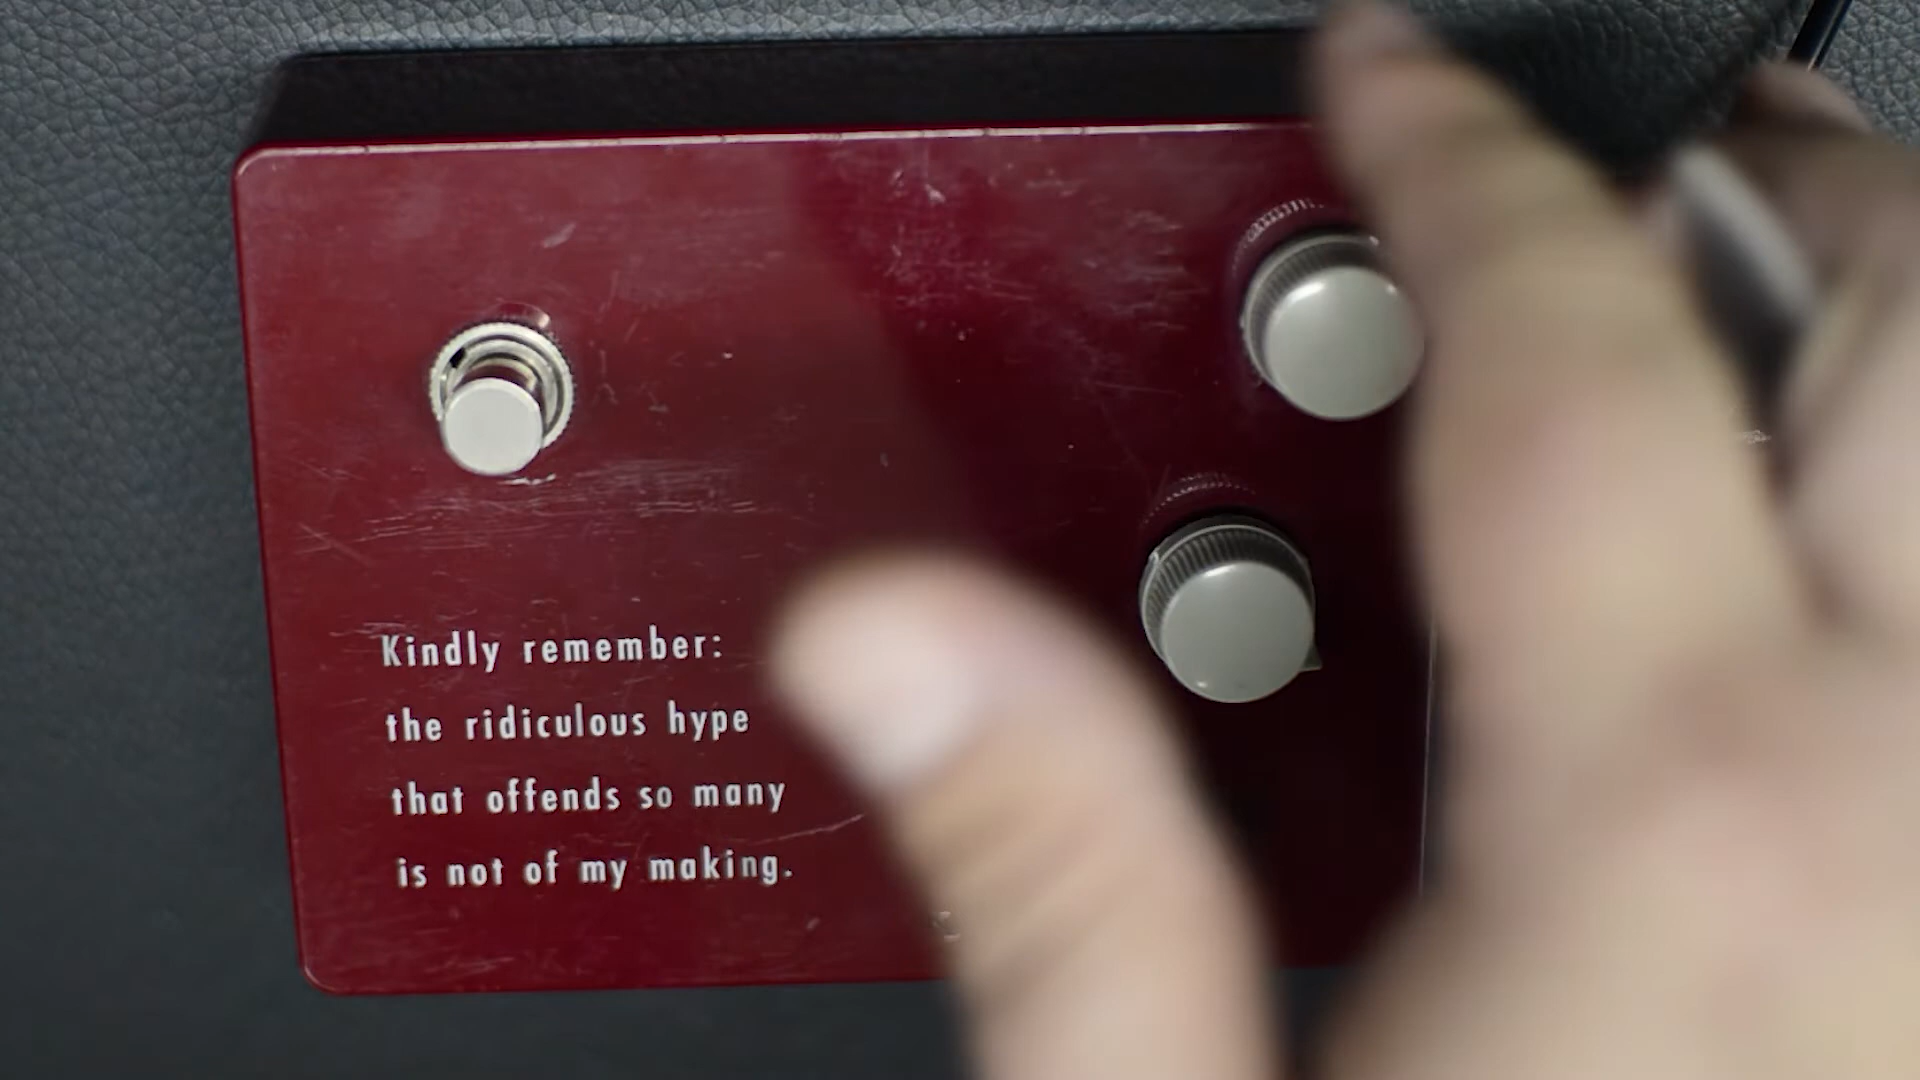 Kindly remember:
the ridiculous hype
that offends so many
is not of my making.